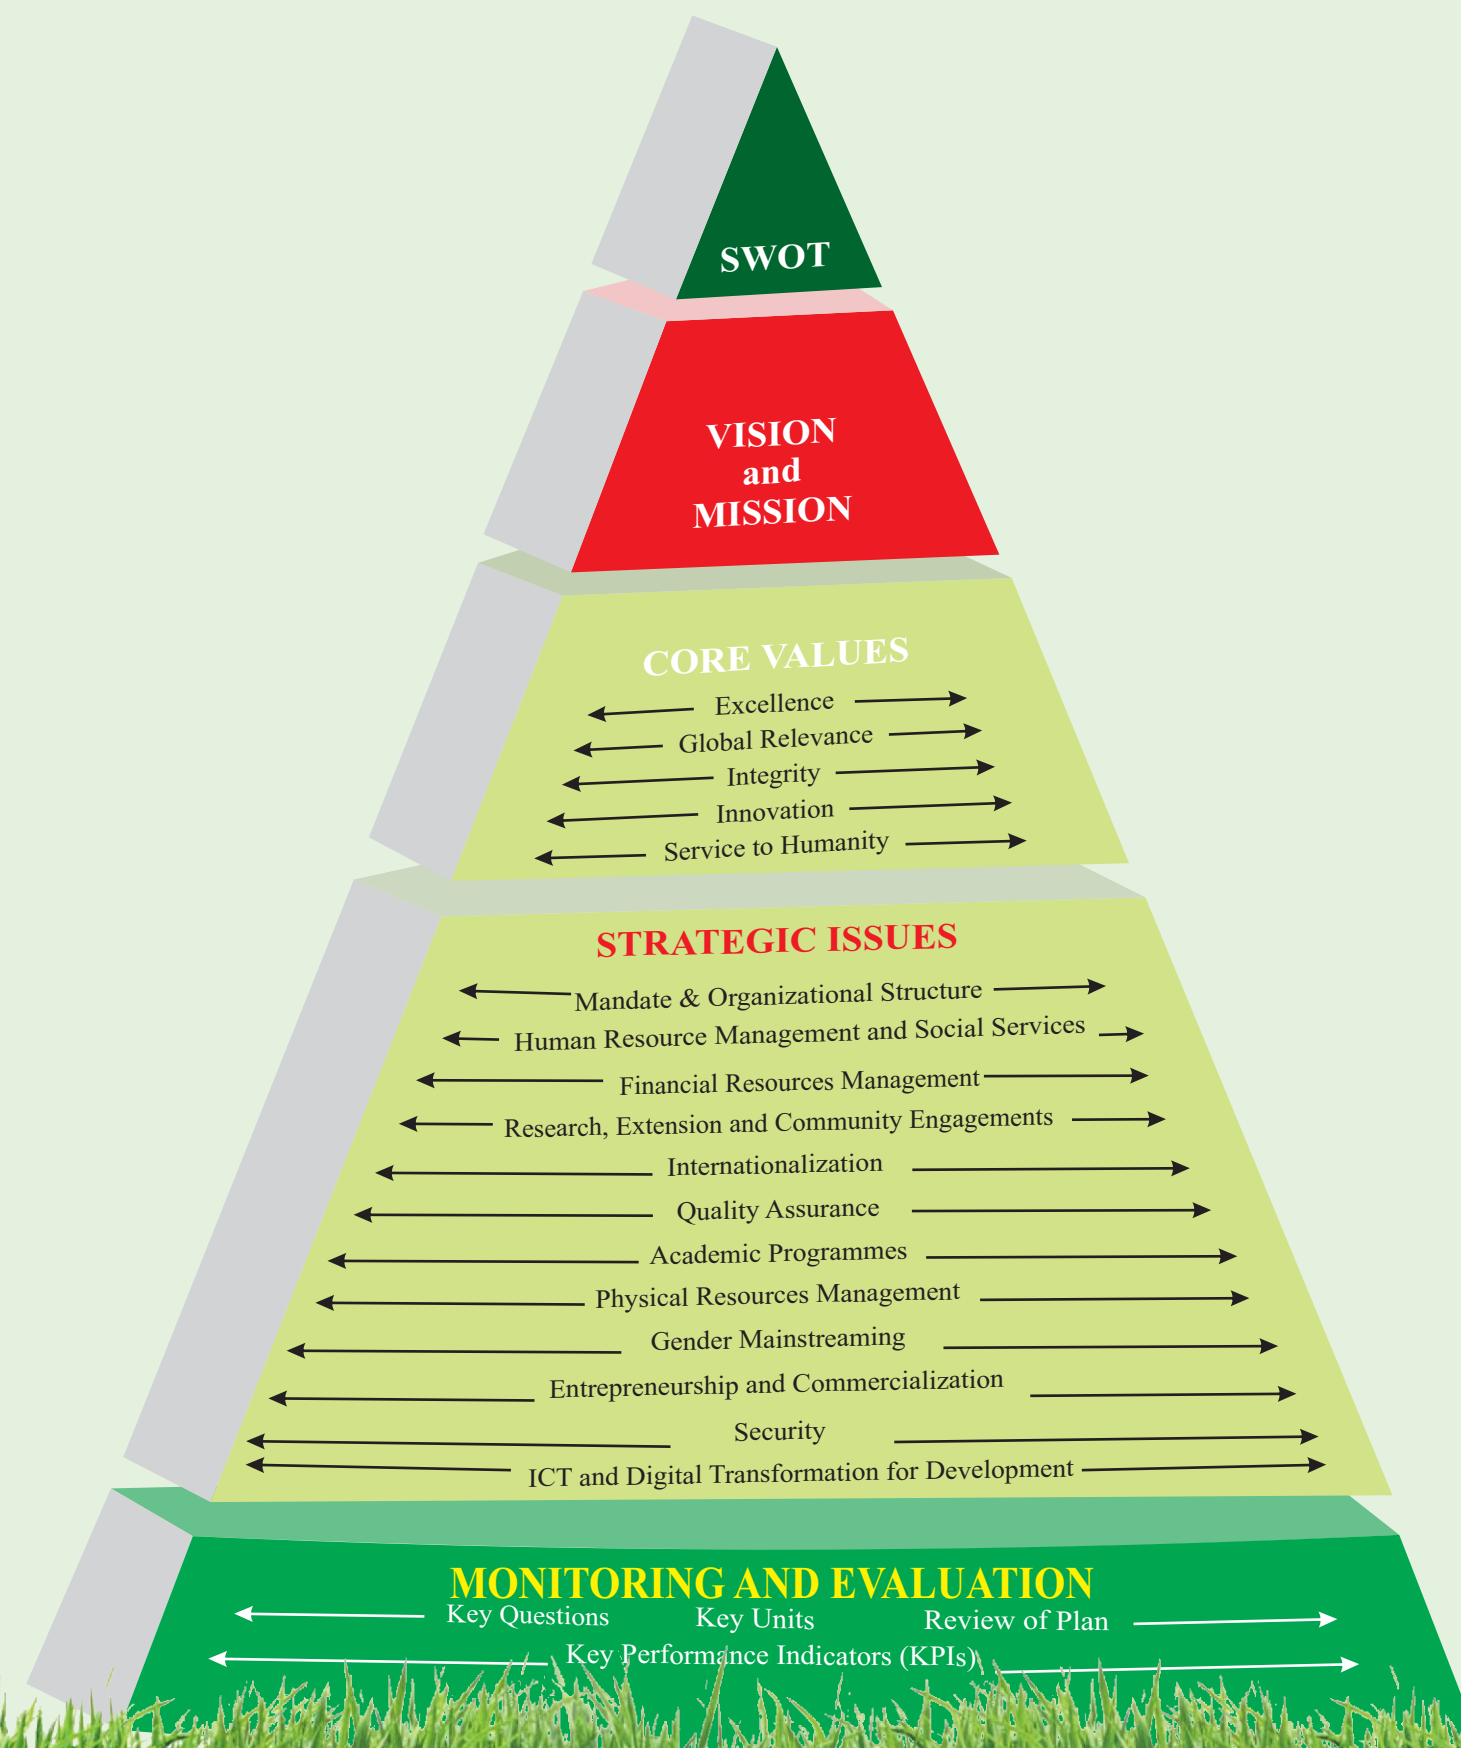 SWOT
VISION
and
MISSION
CORE VALUES
Excellence
Global Relevance
Integrity
Innovation
Service to Humanity
STRATEGIC ISSUES
Mandate & Organizational Structure
Human Resource Management and Social Services
Financial Resources Management
Research, Extension and Community Engagements
Internationalization
Quality Assurance
Academic Programmes
Physical Resources Management
Gender Mainstreaming
Entrepreneurship and Commercialization
Security
ICT and Digital Transformation for Development
MONITORING AND EVALUATION
Key Questions Key Units Review of Plan
Key Performance Indicators (KPIs)